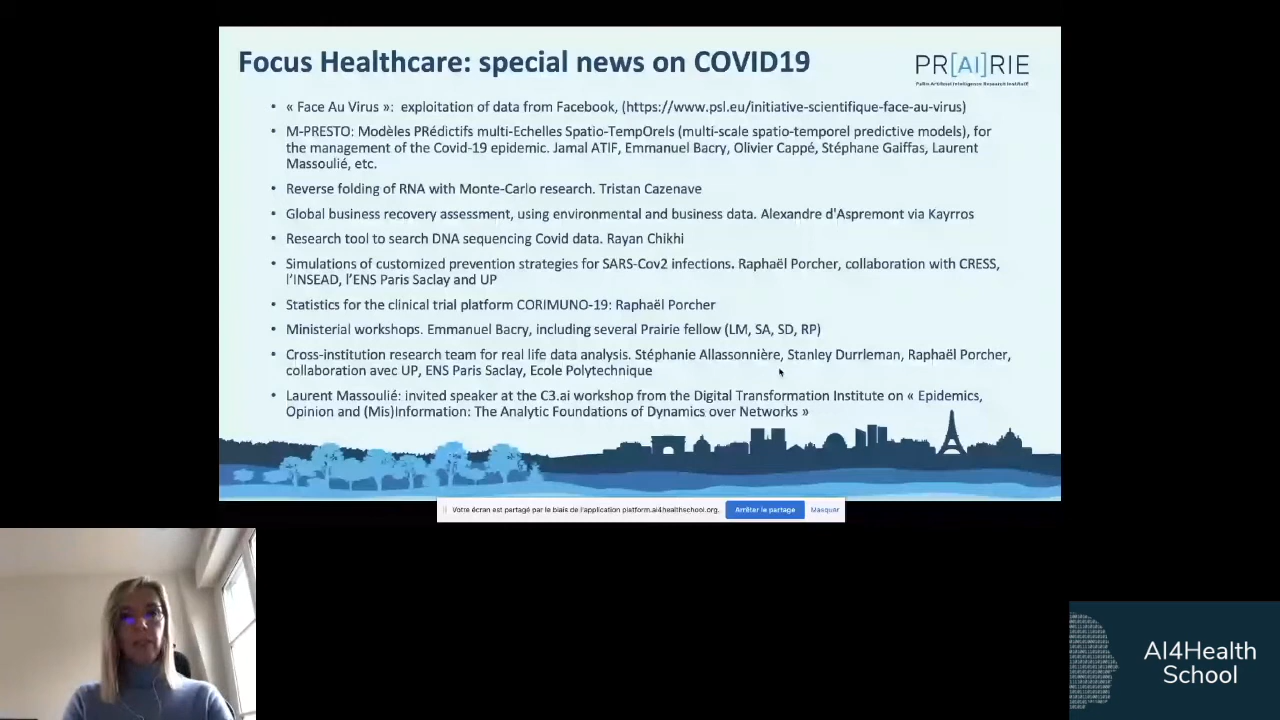 Focus Healthcare: special news on COVID19
PR[AI]RIE
PaRis Artificial Intelligence Research InstitutE
• « Face Au Virus »: exploitation of data from Facebook, (https://www.psl.eu/initiative-scientifique-face-au-virus)
• M-PRESTO: Modèles PRédictifs multi-Echelles Spatio-TempOrels (multi-scale spatio-temporel predictive models), for
the management of the Covid-19 epidemic. Jamal ATIF, Emmanuel Bacry, Olivier Cappé, Stéphane Gaiffas, Laurent
Massoulié, etc.
• Reverse folding of RNA with Monte-Carlo research. Tristan Cazenave
• Global business recovery assessment, using environmental and business data. Alexandre d'Aspremont via Kayrros
• Research tool to search DNA sequencing Covid data. Rayan Chikhi
• Simulations of customized prevention strategies for SARS-Cov2 infections. Raphaël Porcher, collaboration with CRESS,
l'INSEAD, l'ENS Paris Saclay and UP
• Statistics for the clinical trial platform CORIMUNO-19: Raphaël Porcher
• Ministerial workshops. Emmanuel Bacry, including several Prairie fellow (LM, SA, SD, RP)
• Cross-institution research team for real life data analysis. Stéphanie Allassonnière, Stanley Durrleman, Raphaël Porcher,
collaboration avec UP, ENS Paris Saclay, Ecole Polytechnique
• Laurent Massoulié: invited speaker at the C3.ai workshop from the Digital Transformation Institute on « Epidemics,
Opinion and (Mis)Information: The Analytic Foundations of Dynamics over Networks »
Votre écran est partagé par le biais de l'application platform.ai4healthschool.org.
Arrêter le partage
Masquer
AI4Health
School